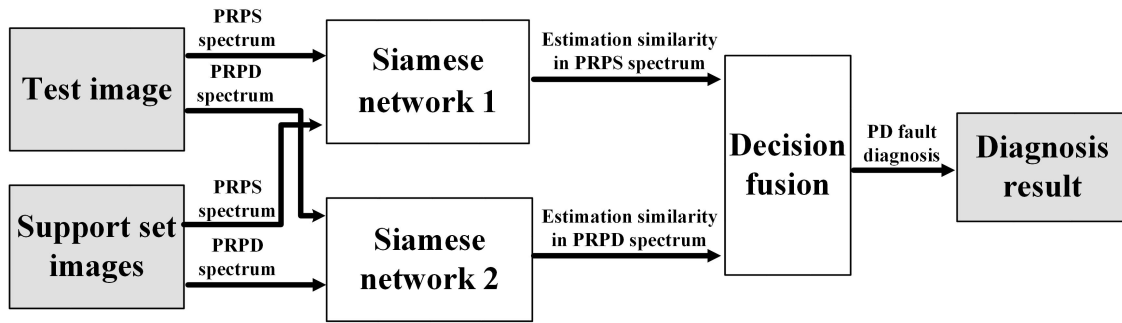 PRPS
spectrum
Test image
PRPD
spectrum
Siamese
network 1
Estimation similarity
in PRPS spectrum
PRPS
spectrum
Support set
images
PRPD
spectrum
Siamese
network 2
Estimation similarity
in PRPD spectrum
Decision
fusion
PD fault
diagnosis
Diagnosis
result